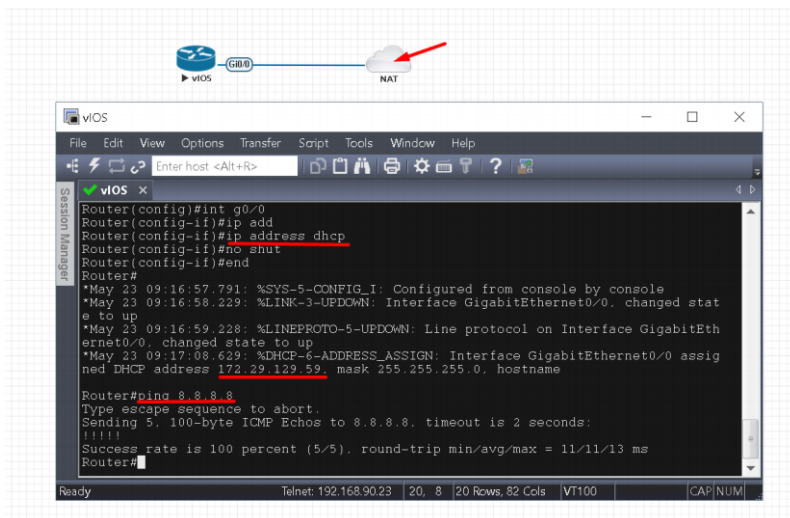 Gi0/0
vIOS
NAT
vIOS
File Edit View Options Transfer Script Tools Window Help
Enter host <Alt+R>
Session Manager
vIOS
Router(config)#int g0/0
Router(config-if)#ip add
Router(config-if)#ip address dhcp
Router(config-if)#no shut
Router(config-if)#end
Router#
*May 23 09:16:57.791: %SYS-5-CONFIG_I: Configured from console by console
*May 23 09:16:58.229: %LINK-3-UPDOWN: Interface GigabitEthernet0/0, changed stat
e to up
*May 23 09:16:59.228: %LINEPROTO-5-UPDOWN: Line protocol on Interface GigabitEth
ernet0/0, changed state to up
*May 23 09:17:08.629: %DHCP-6-ADDRESS_ASSIGN: Interface GigabitEthernet0/0 assig
ned DHCP address 172.29.129.59, mask 255.255.255.0, hostname
Router#ping 8.8.8.8
Type escape sequence to abort.
Sending 5, 100-byte ICMP Echos to 8.8.8.8, timeout is 2 seconds:
!!!!!
Success rate is 100 percent (5/5), round-trip min/avg/max = 11/11/13 ms
Router#
Ready Telnet: 192.168.90.23 20, 8 20 Rows, 82 Cols VT100 CAP NUM